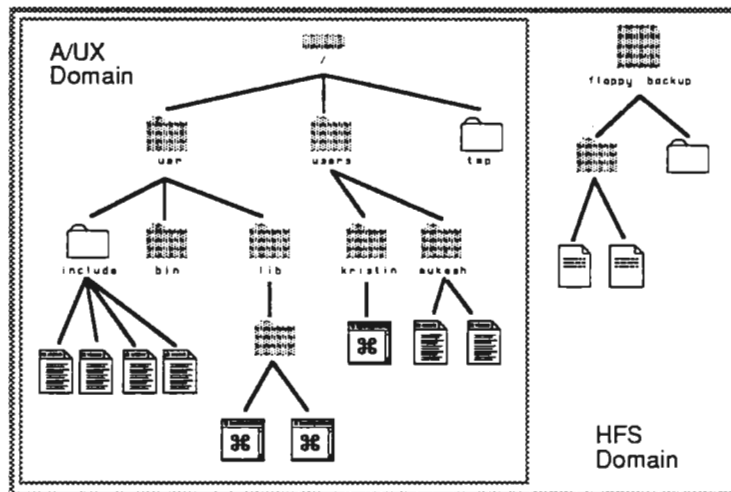 A/UX
Domain
/
usr
users
tmp
floppy backup
include
bin
lib
kristin
mukesh
HFS
Domain